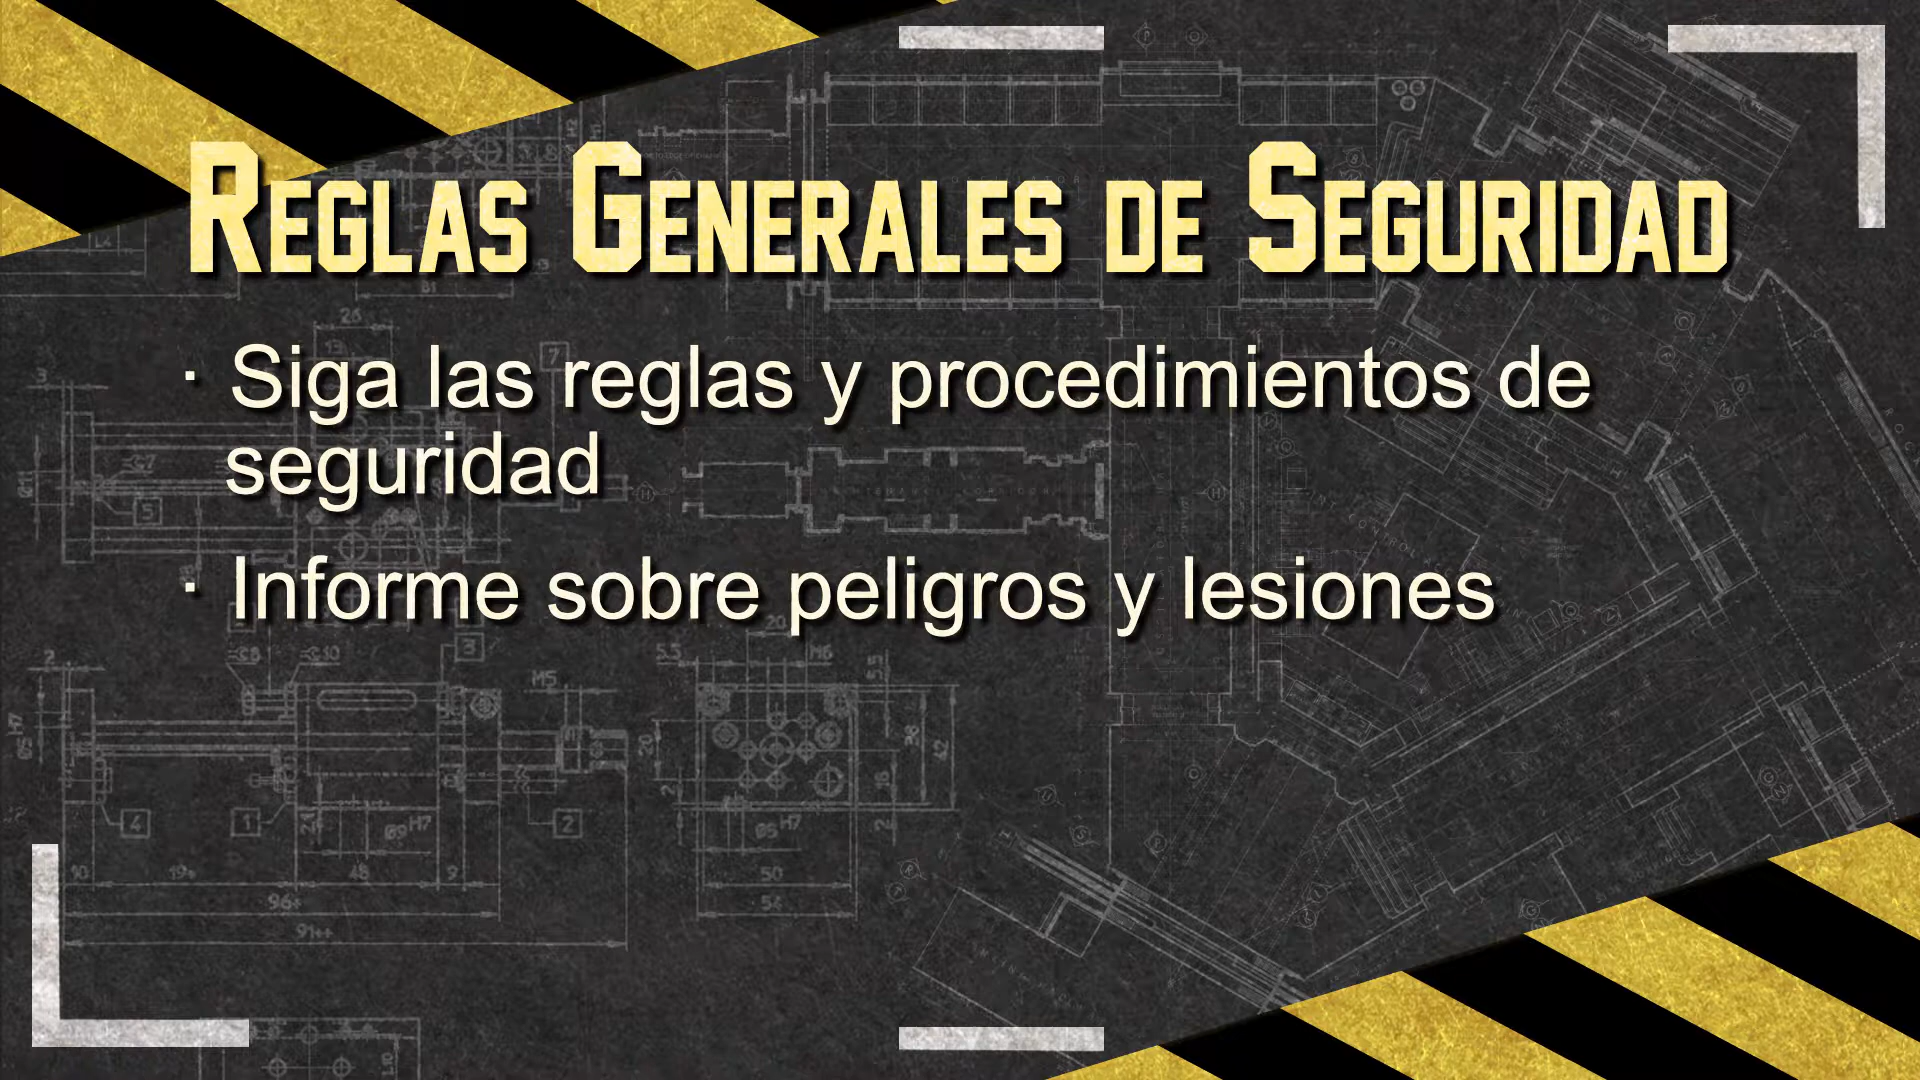 Reglas Generales de Seguridad
· Siga las reglas y procedimientos de
seguridad
· Informe sobre peligros y lesiones